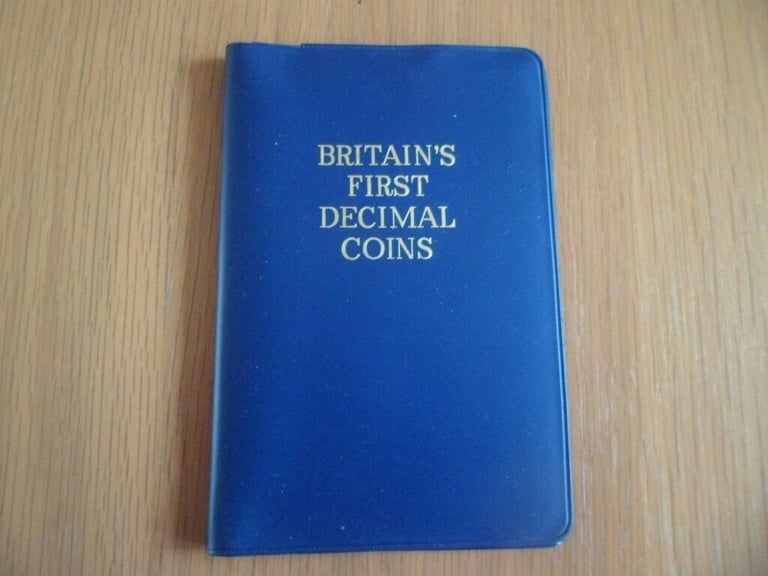 BRITAIN'S
FIRST
DECIMAL
COINS